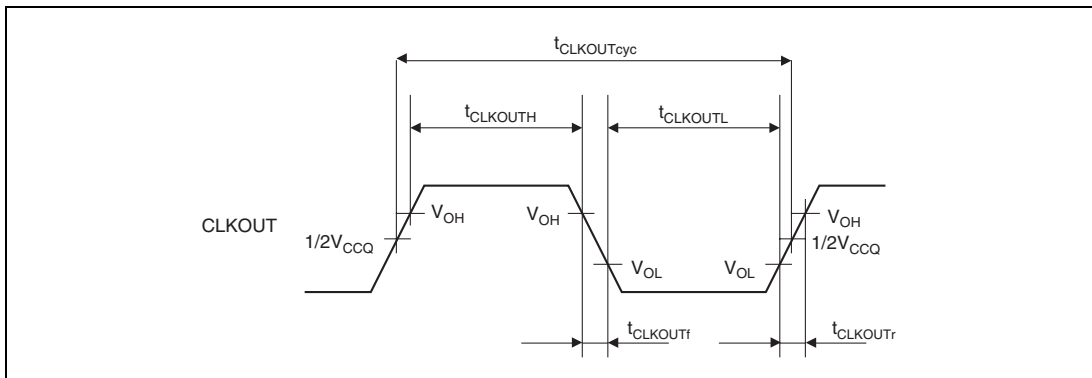 tCLKOUTcyc
tCLKOUTH
tCLKOUTL
CLKOUT
VOH
VOH
VOH
1/2VCCQ
1/2VCCQ
VOL
VOL
tCLKOUTf
tCLKOUTr